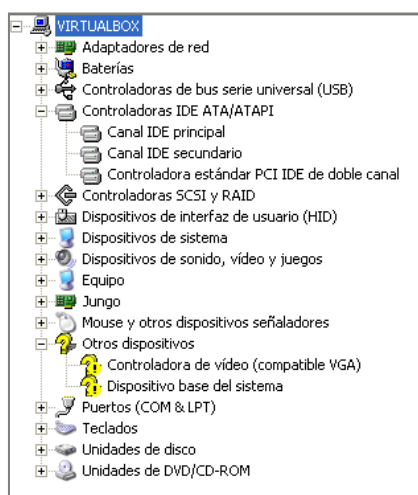 VIRTUALBOX
Adaptadores de red
Baterías
Controladoras de bus serie universal (USB)
Controladoras IDE ATA/ATAPI
Canal IDE principal
Canal IDE secundario
Controladora estándar PCI IDE de doble canal
Controladoras SCSI y RAID
Dispositivos de interfaz de usuario (HID)
Dispositivos de sistema
Dispositivos de sonido, vídeo y juegos
Equipo
Jungo
Mouse y otros dispositivos señaladores
Otros dispositivos
Controladora de vídeo (compatible VGA)
Dispositivo base del sistema
Puertos (COM & LPT)
Teclados
Unidades de disco
Unidades de DVD/CD-ROM